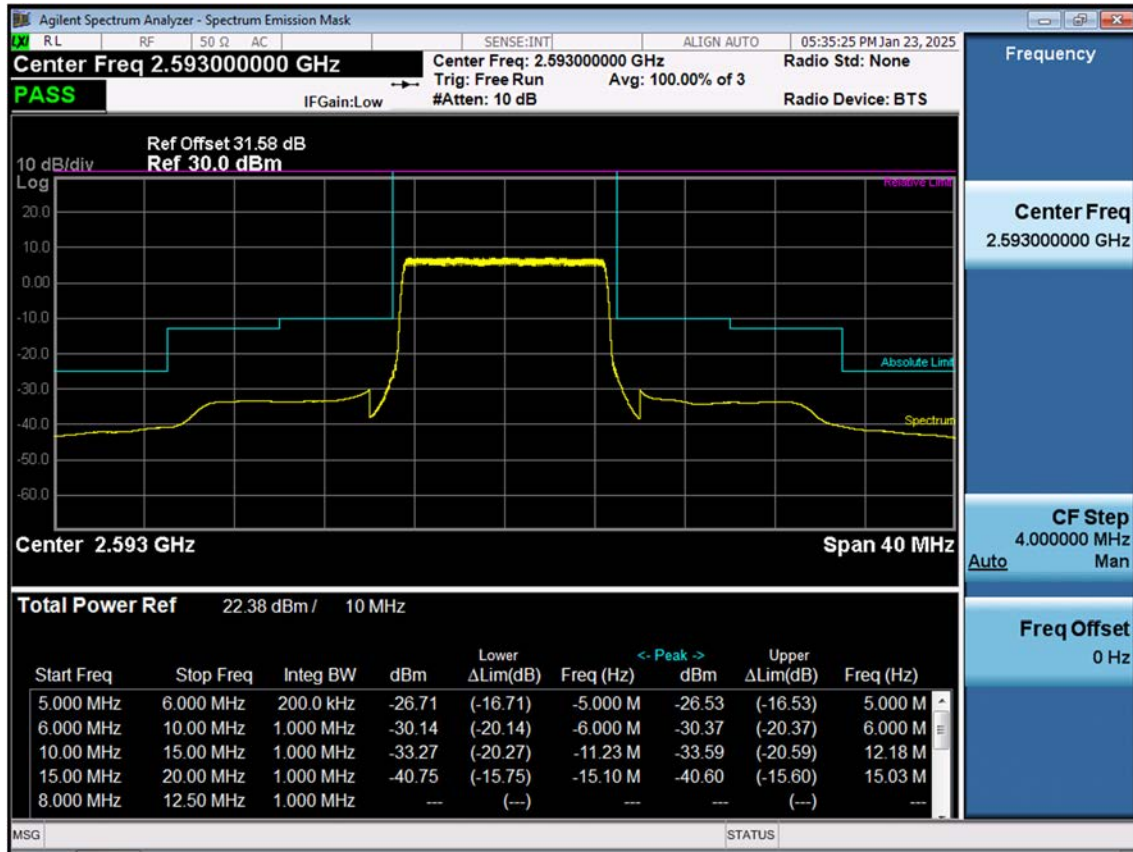 Agilent Spectrum Analyzer - Spectrum Emission Mask
LXI RL RF 50 Ω AC SENSE:INT ALIGN AUTO 05:35:25 PM Jan 23, 2025
Center Freq 2.593000000 GHz
PASS
IFGain:Low
Center Freq: 2.593000000 GHz
Trig: Free Run Avg: 100.00% of 3
#Atten: 10 dB
Radio Std: None
Radio Device: BTS
Ref Offset 31.58 dB
10 dB/div Ref 30.0 dBm
Log
Relative Limit
20.0
10.0
0.00
-10.0
-20.0
Absolute Limit
-30.0
-40.0
Spectrum
-50.0
-60.0
Center 2.593 GHz Span 40 MHz
Total Power Ref 22.38 dBm / 10 MHz
Lower <- Peak -> Upper
Start Freq Stop Freq Integ BW dBm ΔLim(dB) Freq (Hz) dBm ΔLim(dB) Freq (Hz)
5.000 MHz 6.000 MHz 200.0 kHz -26.71 (-16.71) -5.000 M -26.53 (-16.53) 5.000 M
6.000 MHz 10.00 MHz 1.000 MHz -30.14 (-20.14) -6.000 M -30.37 (-20.37) 6.000 M
10.00 MHz 15.00 MHz 1.000 MHz -33.27 (-20.27) -11.23 M -33.59 (-20.59) 12.18 M
15.00 MHz 20.00 MHz 1.000 MHz -40.75 (-15.75) -15.10 M -40.60 (-15.60) 15.03 M
8.000 MHz 12.50 MHz 1.000 MHz --- (---) --- --- (---) ---
MSG STATUS
Frequency
Center Freq
2.593000000 GHz
CF Step
4.000000 MHz
Auto Man
Freq Offset
0 Hz